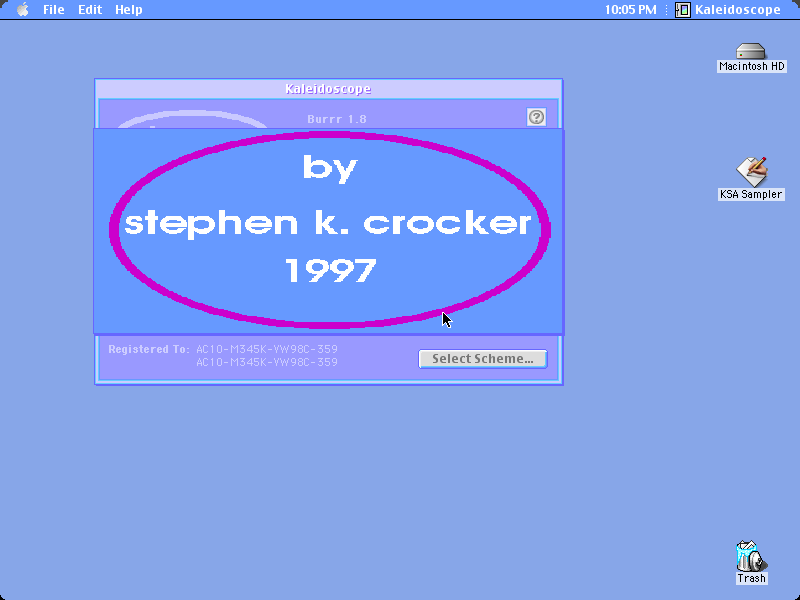 File Edit Help 10:05 PM Kaleidoscope
Macintosh HD
Kaleidoscope
Burrr 1.8
?
by
stephen k. crocker
1997
KSA Sampler
Registered To: AC10-M345K-YW98C-359
AC10-M345K-YW98C-359
Select Scheme...
Trash